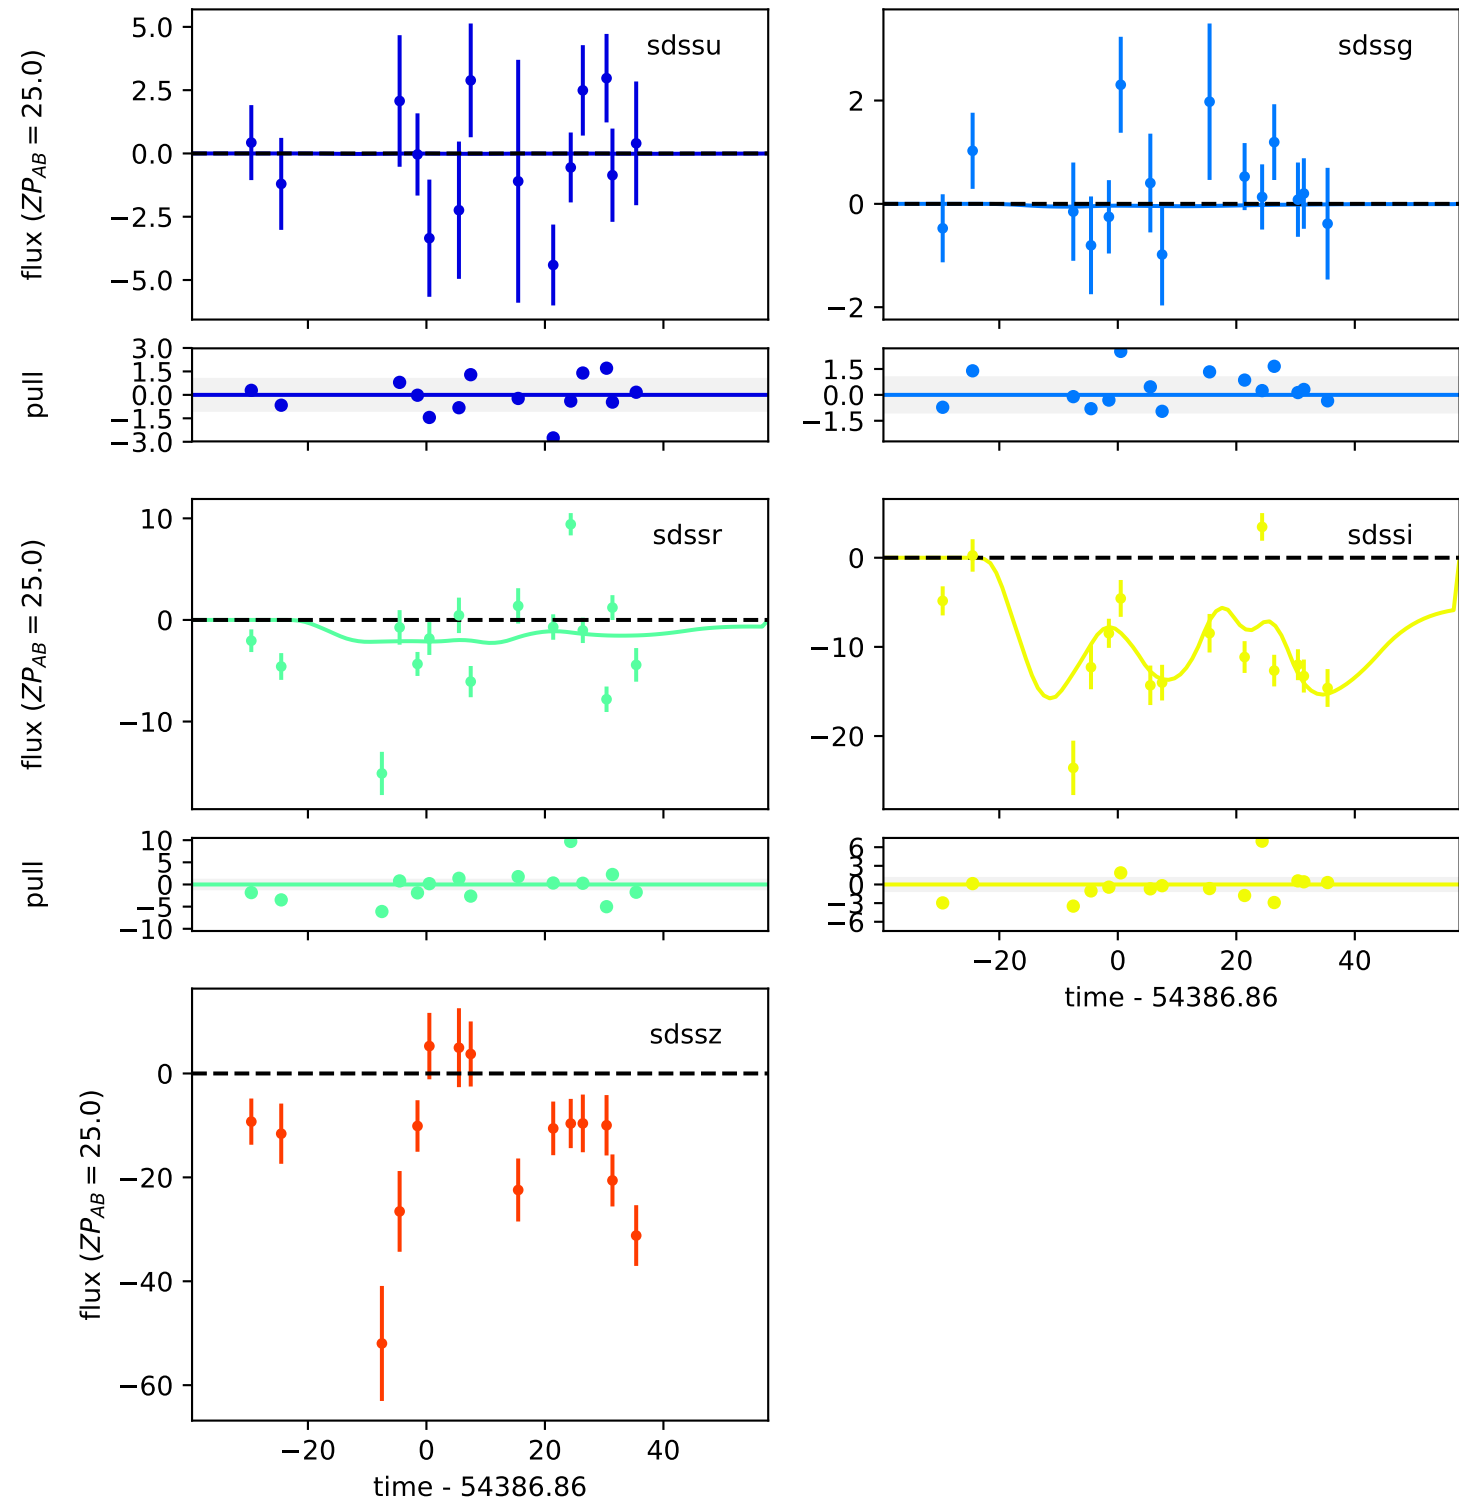 sdssu
flux (ZP_AB = 25.0)
5.0
2.5
0.0
−2.5
−5.0
sdssg
2
0
−2
pull
3.0
1.5
0.0
−1.5
−3.0
1.5
0.0
−1.5
sdssr
flux (ZP_AB = 25.0)
10
0
−10
sdssi
0
−10
−20
pull
10
5
0
−5
−10
6
3
0
−3
−6
−20 0 20 40
time - 54386.86
sdssz
flux (ZP_AB = 25.0)
0
−20
−40
−60
−20 0 20 40
time - 54386.86